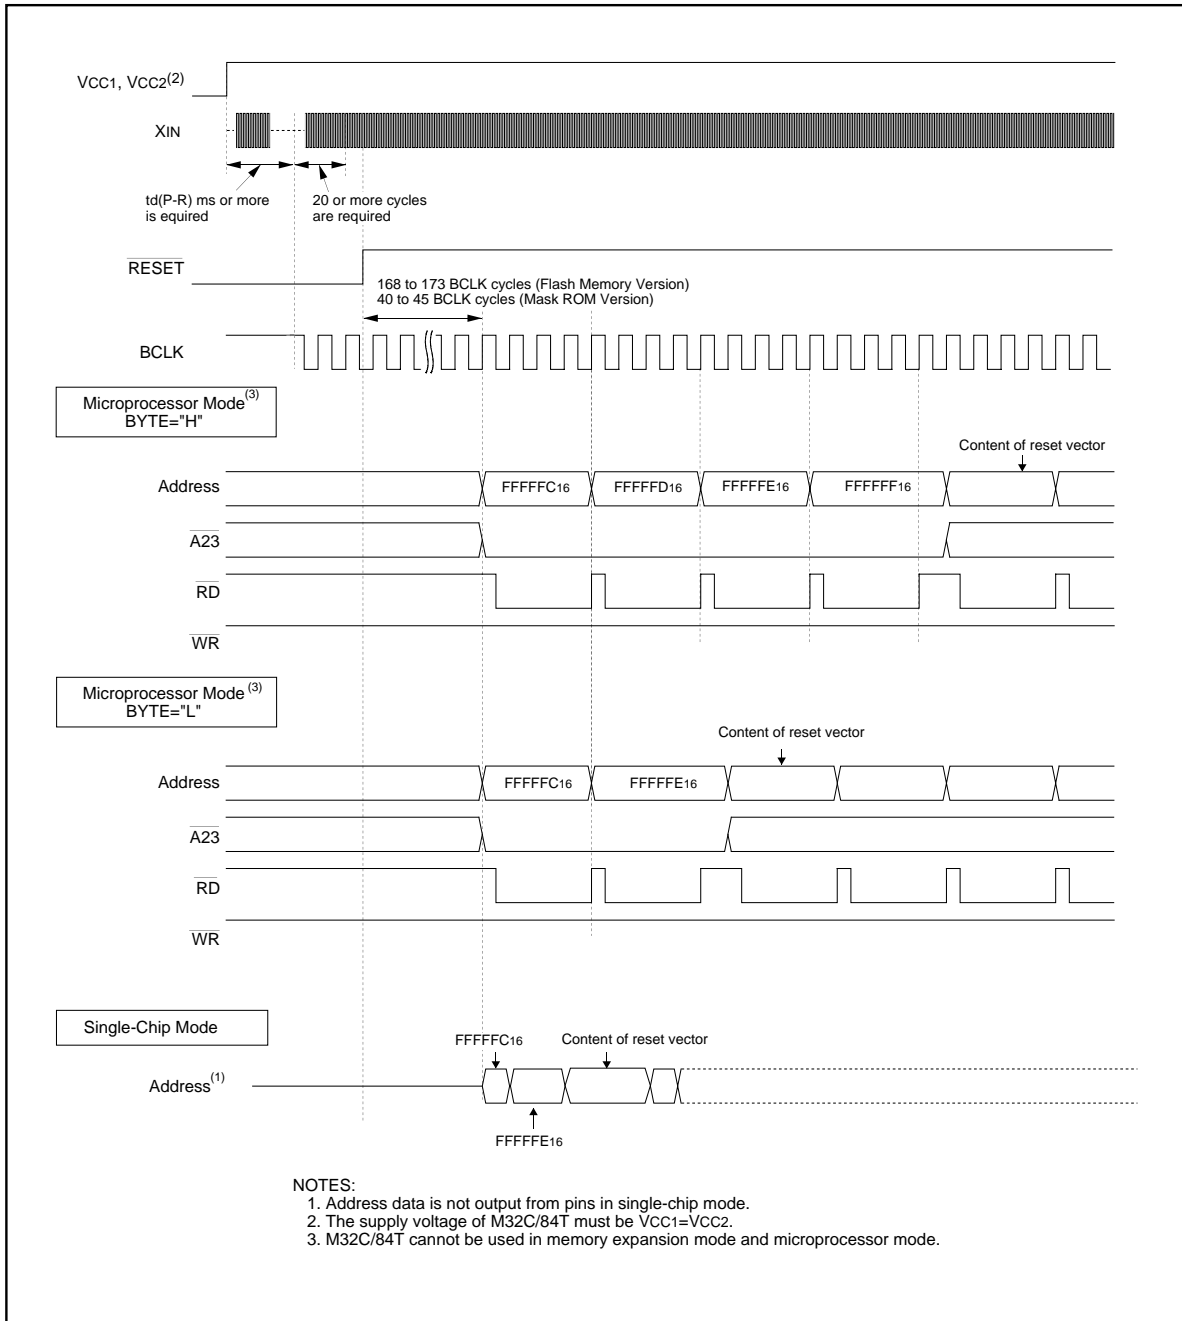 VCC1, VCC2(2)
XIN
td(P-R) ms or more
is equired
20 or more cycles
are required
RESET
168 to 173 BCLK cycles (Flash Memory Version)
40 to 45 BCLK cycles (Mask ROM Version)
BCLK
Microprocessor Mode(3)
BYTE="H"
Content of reset vector
Address
FFFFFC16
FFFFFD16
FFFFFE16
FFFFFF16
A23
RD
WR
Microprocessor Mode (3)
BYTE="L"
Content of reset vector
Address
FFFFFC16
FFFFFE16
A23
RD
WR
Single-Chip Mode
FFFFFC16
Content of reset vector
Address(1)
FFFFFE16
NOTES:
1. Address data is not output from pins in single-chip mode.
2. The supply voltage of M32C/84T must be VCC1=VCC2.
3. M32C/84T cannot be used in memory expansion mode and microprocessor mode.